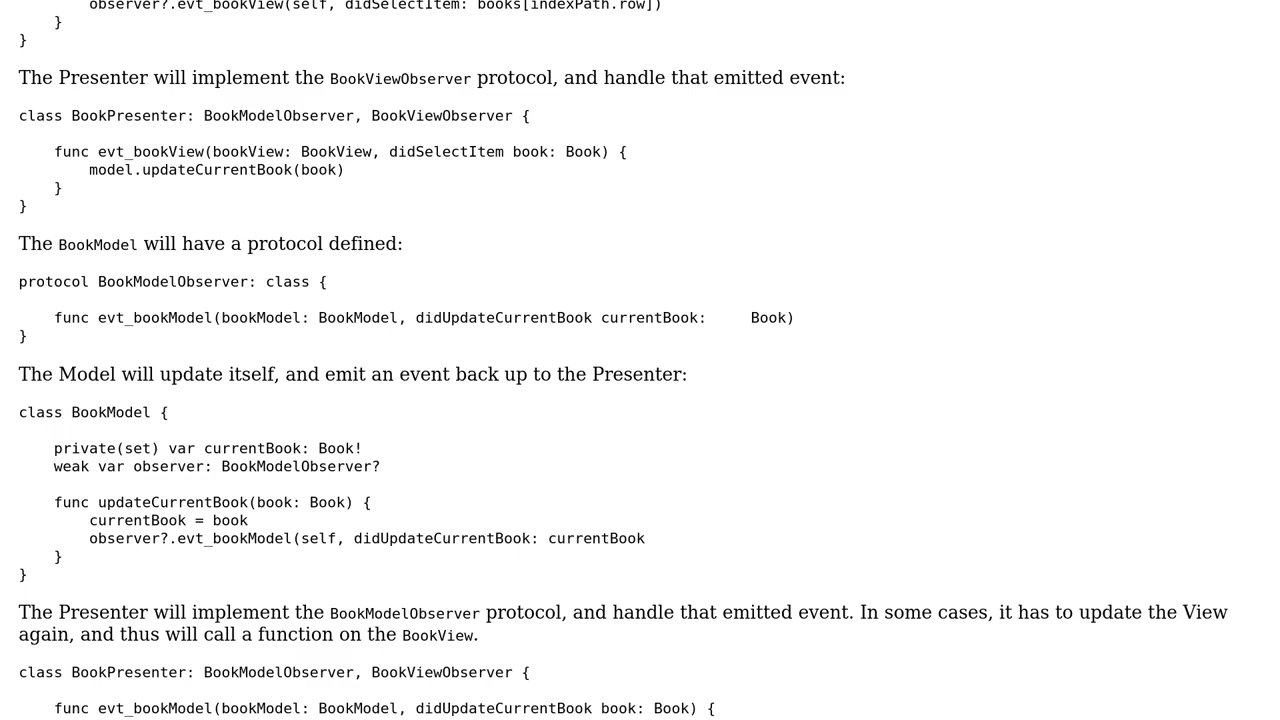 observer?.evt_bookView(self, didSelectItem: books[indexPath.row])
    }
}
The Presenter will implement the BookViewObserver protocol, and handle that emitted event:
class BookPresenter: BookModelObserver, BookViewObserver {
    func evt_bookView(bookView: BookView, didSelectItem book: Book) {
        model.updateCurrentBook(book)
    }
}
The BookModel will have a protocol defined:
protocol BookModelObserver: class {
    func evt_bookModel(bookModel: BookModel, didUpdateCurrentBook currentBook:     Book)
}
The Model will update itself, and emit an event back up to the Presenter:
class BookModel {
    private(set) var currentBook: Book!
    weak var observer: BookModelObserver?
    func updateCurrentBook(book: Book) {
        currentBook = book
        observer?.evt_bookModel(self, didUpdateCurrentBook: currentBook
    }
}
The Presenter will implement the BookModelObserver protocol, and handle that emitted event. In some cases, it has to update the View
again, and thus will call a function on the BookView.
class BookPresenter: BookModelObserver, BookViewObserver {
    func evt_bookModel(bookModel: BookModel, didUpdateCurrentBook book: Book) {